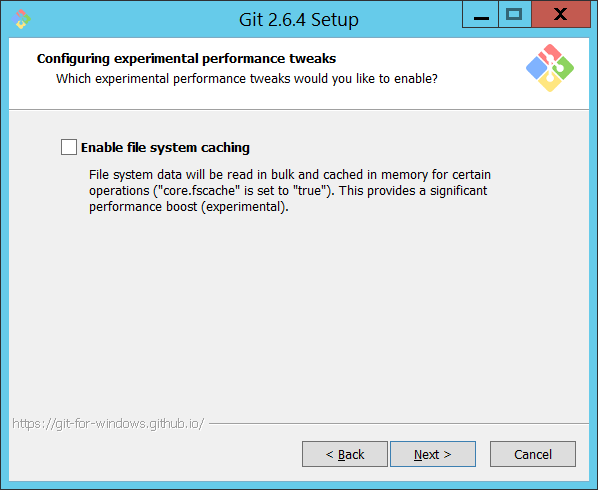 Git 2.6.4 Setup
Configuring experimental performance tweaks
Which experimental performance tweaks would you like to enable?
Enable file system caching
File system data will be read in bulk and cached in memory for certain
operations ("core.fscache" is set to "true"). This provides a significant
performance boost (experimental).
https://git-for-windows.github.io/
< Back
Next >
Cancel